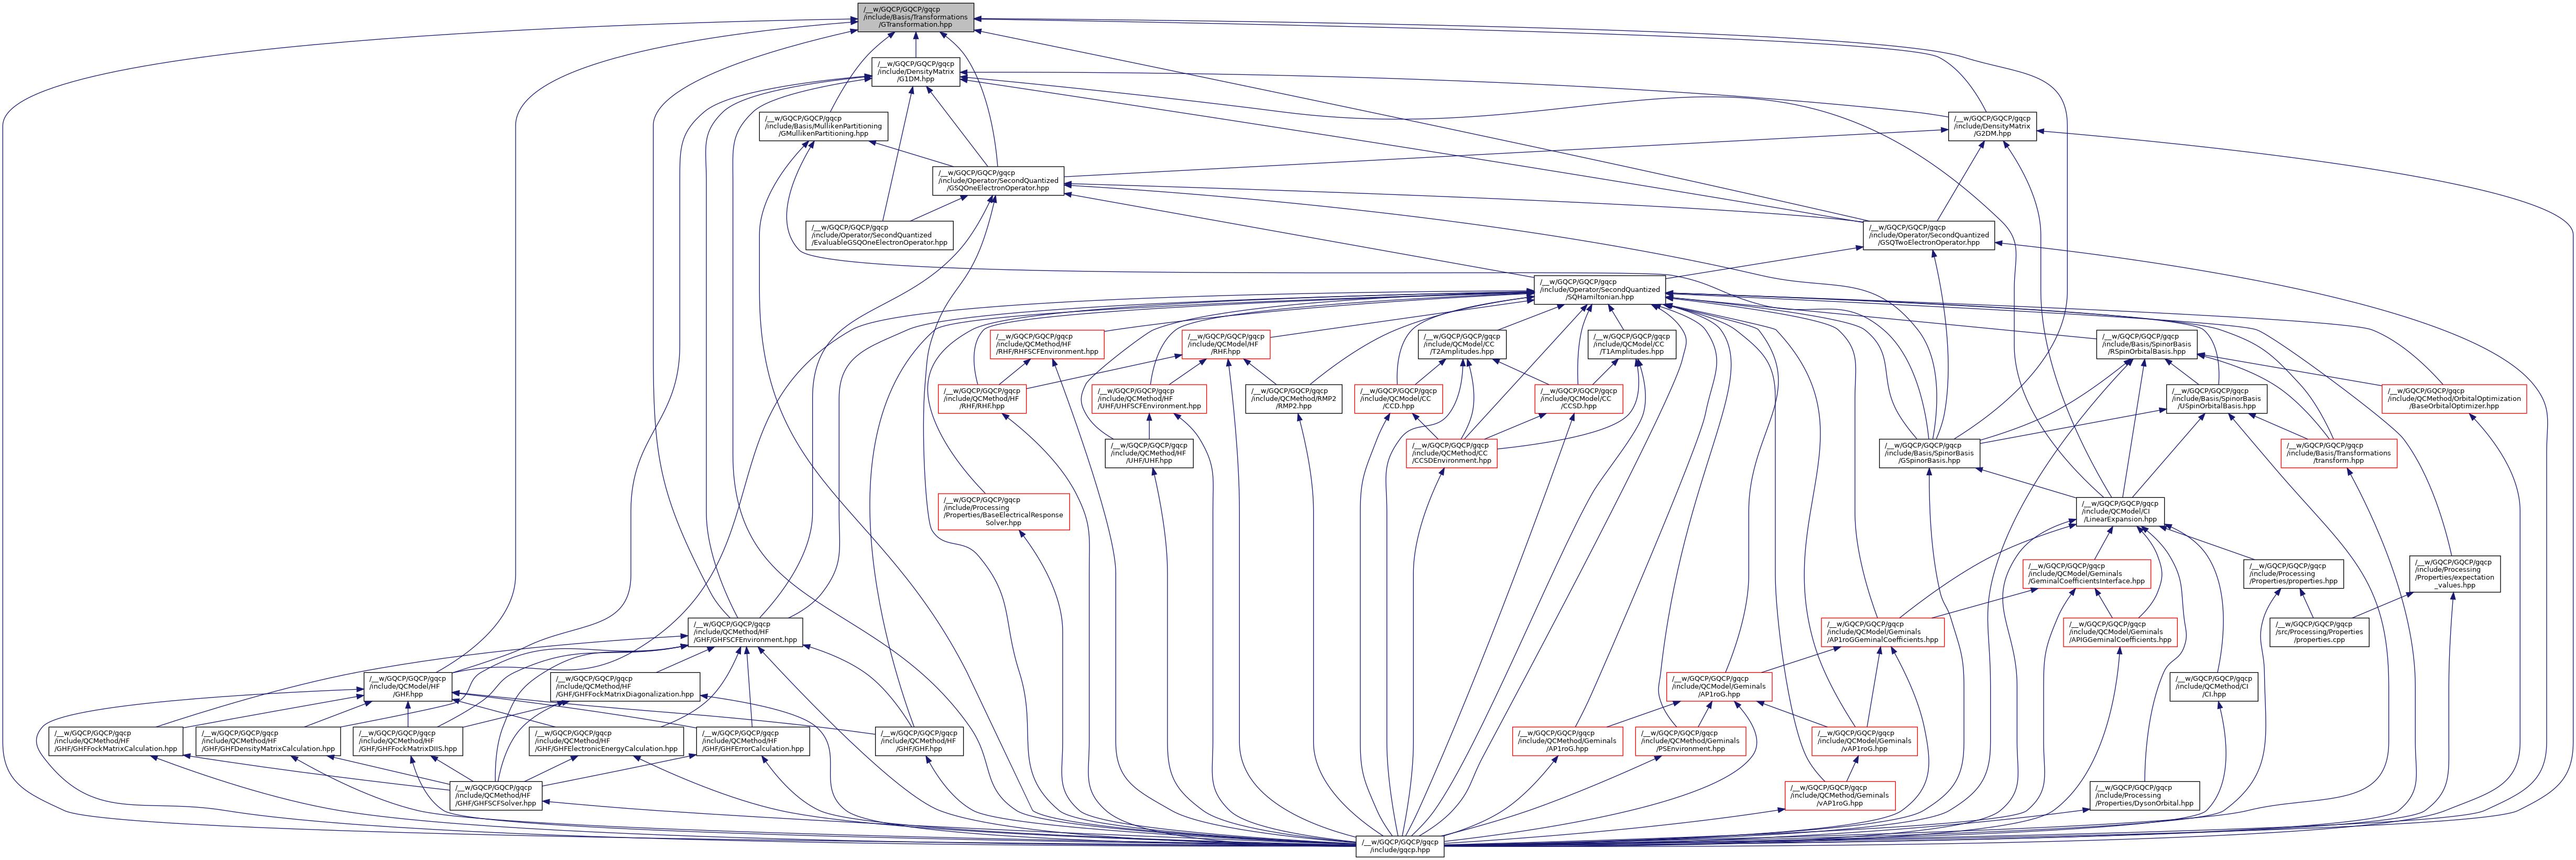 /__w/GQCP/GQCP/gqcp
/include/Basis/Transformations
/GTransformation.hpp
/__w/GQCP/GQCP/gqcp
/include/DensityMatrix
/G1DM.hpp
/__w/GQCP/GQCP/gqcp
/include/Basis/MullikenPartitioning
/GMullikenPartitioning.hpp
/__w/GQCP/GQCP/gqcp
/include/DensityMatrix
/G2DM.hpp
/__w/GQCP/GQCP/gqcp
/include/Operator/SecondQuantized
/GSQOneElectronOperator.hpp
/__w/GQCP/GQCP/gqcp
/include/Operator/SecondQuantized
/EvaluableGSQOneElectronOperator.hpp
/__w/GQCP/GQCP/gqcp
/include/Operator/SecondQuantized
/GSQTwoElectronOperator.hpp
/__w/GQCP/GQCP/gqcp
/include/Operator/SecondQuantized
/SQHamiltonian.hpp
/__w/GQCP/GQCP/gqcp
/include/QCMethod/HF
/RHF/RHFSCFEnvironment.hpp
/__w/GQCP/GQCP/gqcp
/include/QCModel/HF
/RHF.hpp
/__w/GQCP/GQCP/gqcp
/include/QCModel/CC
/T2Amplitudes.hpp
/__w/GQCP/GQCP/gqcp
/include/QCModel/CC
/T1Amplitudes.hpp
/__w/GQCP/GQCP/gqcp
/include/Basis/SpinorBasis
/RSpinOrbitalBasis.hpp
/__w/GQCP/GQCP/gqcp
/include/QCMethod/HF
/RHF/RHF.hpp
/__w/GQCP/GQCP/gqcp
/include/QCMethod/HF
/UHF/UHFSCFEnvironment.hpp
/__w/GQCP/GQCP/gqcp
/include/QCMethod/RMP2
/RMP2.hpp
/__w/GQCP/GQCP/gqcp
/include/QCModel/CC
/CCD.hpp
/__w/GQCP/GQCP/gqcp
/include/QCModel/CC
/CCSD.hpp
/__w/GQCP/GQCP/gqcp
/include/Basis/SpinorBasis
/USpinOrbitalBasis.hpp
/__w/GQCP/GQCP/gqcp
/include/QCMethod/OrbitalOptimization
/BaseOrbitalOptimizer.hpp
/__w/GQCP/GQCP/gqcp
/include/QCMethod/HF
/UHF/UHF.hpp
/__w/GQCP/GQCP/gqcp
/include/QCMethod/CC
/CCSDEnvironment.hpp
/__w/GQCP/GQCP/gqcp
/include/Basis/SpinorBasis
/GSpinorBasis.hpp
/__w/GQCP/GQCP/gqcp
/include/Basis/Transformations
/transform.hpp
/__w/GQCP/GQCP/gqcp
/include/Processing
/Properties/BaseElectricalResponse
Solver.hpp
/__w/GQCP/GQCP/gqcp
/include/QCModel/CI
/LinearExpansion.hpp
/__w/GQCP/GQCP/gqcp
/include/QCModel/Geminals
/GeminalCoefficientsInterface.hpp
/__w/GQCP/GQCP/gqcp
/include/Processing
/Properties/properties.hpp
/__w/GQCP/GQCP/gqcp
/include/Processing
/Properties/expectation
_values.hpp
/__w/GQCP/GQCP/gqcp
/include/QCMethod/HF
/GHF/GHFSCFEnvironment.hpp
/__w/GQCP/GQCP/gqcp
/include/QCModel/Geminals
/AP1roGGeminalCoefficients.hpp
/__w/GQCP/GQCP/gqcp
/include/QCModel/Geminals
/APIGGeminalCoefficients.hpp
/__w/GQCP/GQCP/gqcp
/src/Processing/Properties
/properties.cpp
/__w/GQCP/GQCP/gqcp
/include/QCModel/HF
/GHF.hpp
/__w/GQCP/GQCP/gqcp
/include/QCMethod/HF
/GHF/GHFFockMatrixDiagonalization.hpp
/__w/GQCP/GQCP/gqcp
/include/QCModel/Geminals
/AP1roG.hpp
/__w/GQCP/GQCP/gqcp
/include/QCMethod/CI
/CI.hpp
/__w/GQCP/GQCP/gqcp
/include/QCMethod/HF
/GHF/GHFFockMatrixCalculation.hpp
/__w/GQCP/GQCP/gqcp
/include/QCMethod/HF
/GHF/GHFDensityMatrixCalculation.hpp
/__w/GQCP/GQCP/gqcp
/include/QCMethod/HF
/GHF/GHFFockMatrixDIIS.hpp
/__w/GQCP/GQCP/gqcp
/include/QCMethod/HF
/GHF/GHFElectronicEnergyCalculation.hpp
/__w/GQCP/GQCP/gqcp
/include/QCMethod/HF
/GHF/GHFErrorCalculation.hpp
/__w/GQCP/GQCP/gqcp
/include/QCMethod/HF
/GHF/GHF.hpp
/__w/GQCP/GQCP/gqcp
/include/QCMethod/Geminals
/AP1roG.hpp
/__w/GQCP/GQCP/gqcp
/include/QCMethod/Geminals
/PSEnvironment.hpp
/__w/GQCP/GQCP/gqcp
/include/QCModel/Geminals
/vAP1roG.hpp
/__w/GQCP/GQCP/gqcp
/include/QCMethod/HF
/GHF/GHFSCFSolver.hpp
/__w/GQCP/GQCP/gqcp
/include/QCMethod/Geminals
/vAP1roG.hpp
/__w/GQCP/GQCP/gqcp
/include/Processing
/Properties/DysonOrbital.hpp
/__w/GQCP/GQCP/gqcp
/include/gqcp.hpp